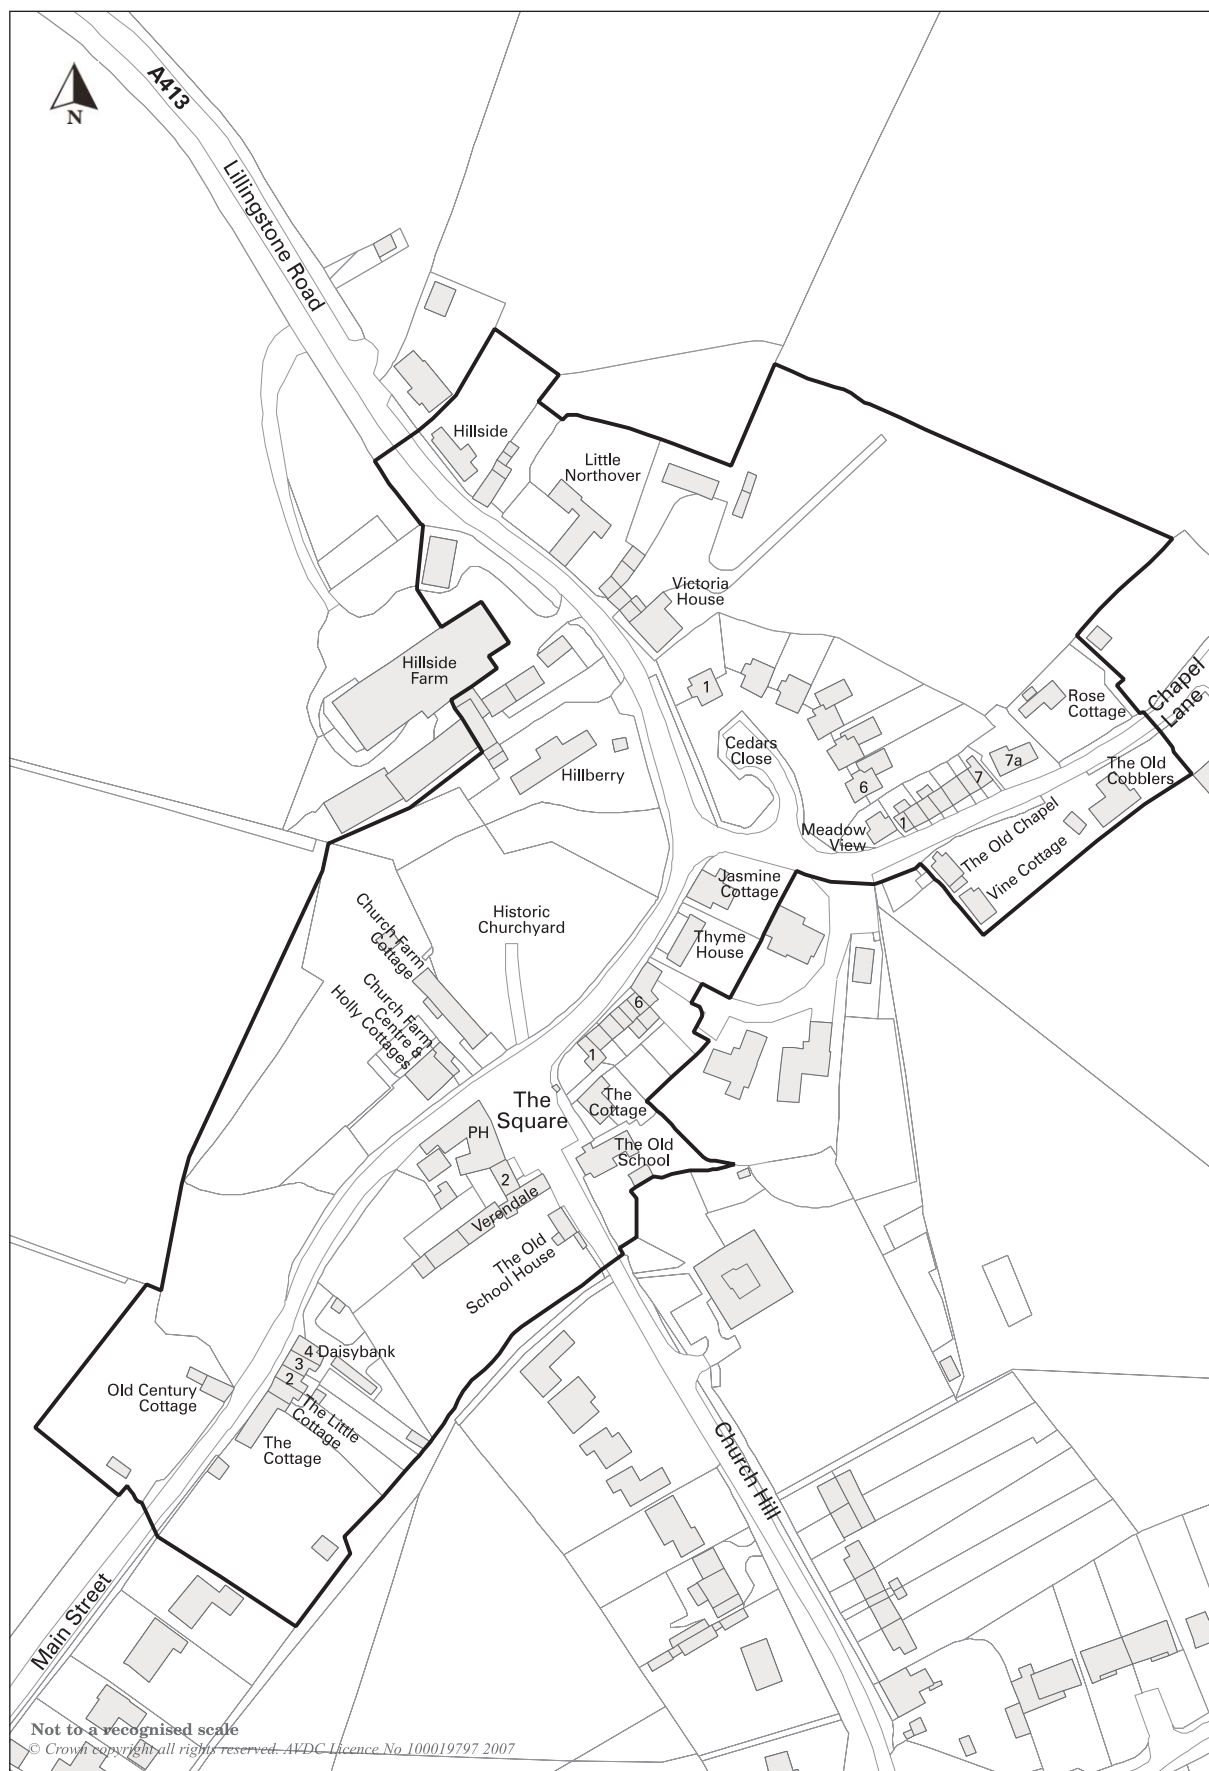 A413
N
Lillingstone Road
Hillside
Little
Northover
Victoria
House
Hillside
Farm
1
Rose
Cottage
Chapel
Lane
Cedars
Close
7a
The Old
Cobblers
Hillberry
6
7
Meadow
View
1
The Old Chapel
Vine Cottage
Jasmine
Cottage
Historic
Churchyard
Thyme
House
Church Farm
Cottage
Church Farm
Centre &
Holly Cottages
6
1
The
Square
The
Cottage
PH
The Old
School
2
Verendale
The Old
School House
4 Daisybank
3
2
Old Century
Cottage
The Little
Cottage
The
Cottage
Church Hill
Main Street
Not to a recognised scale
© Crown copyright all rights reserved. AVDC Licence No 100019797 2007